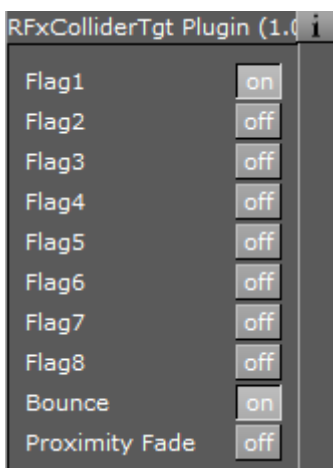 RFxColliderTgt Plugin (1.0 i
Flag1 on
Flag2 off
Flag3 off
Flag4 off
Flag5 off
Flag6 off
Flag7 off
Flag8 off
Bounce on
Proximity Fade off